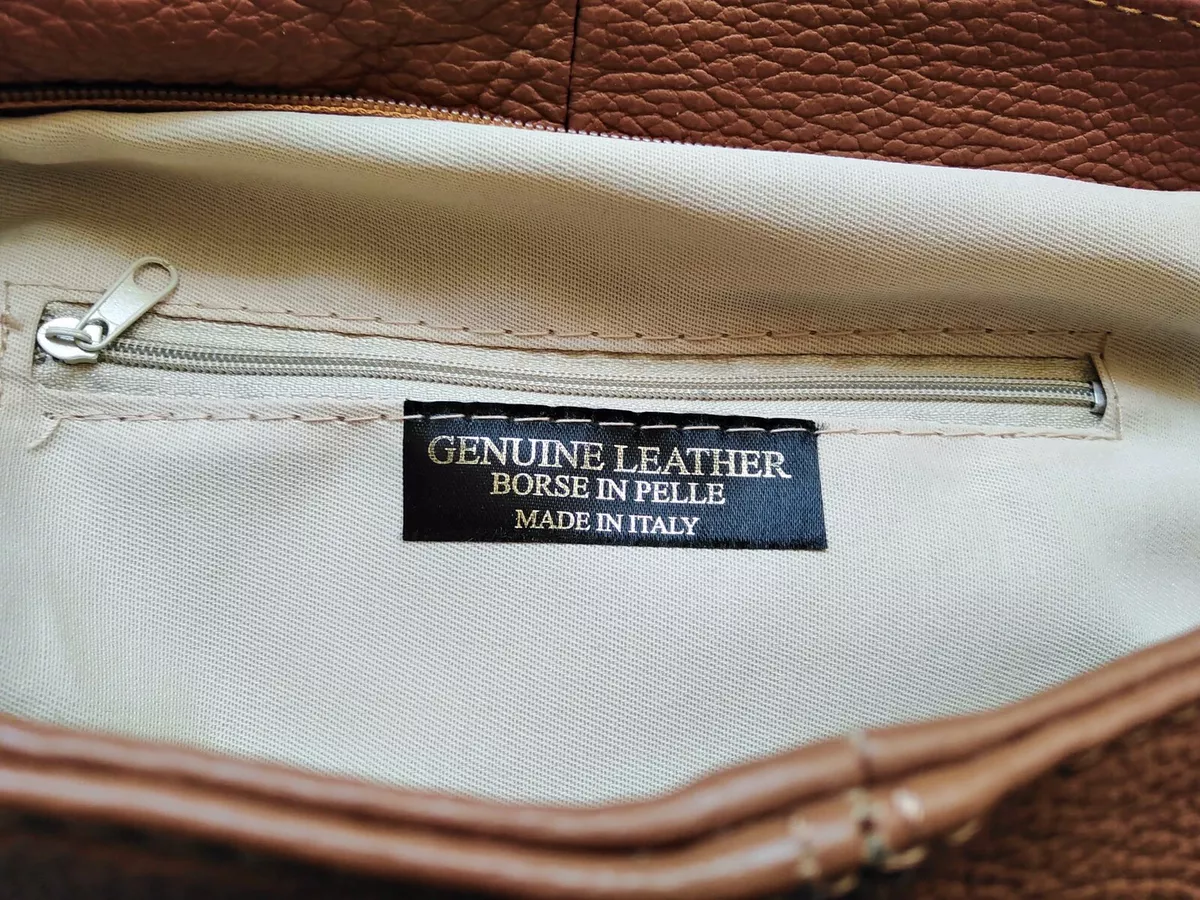 GENUINE LEATHER
BORSE IN PELLE
MADE IN ITALY